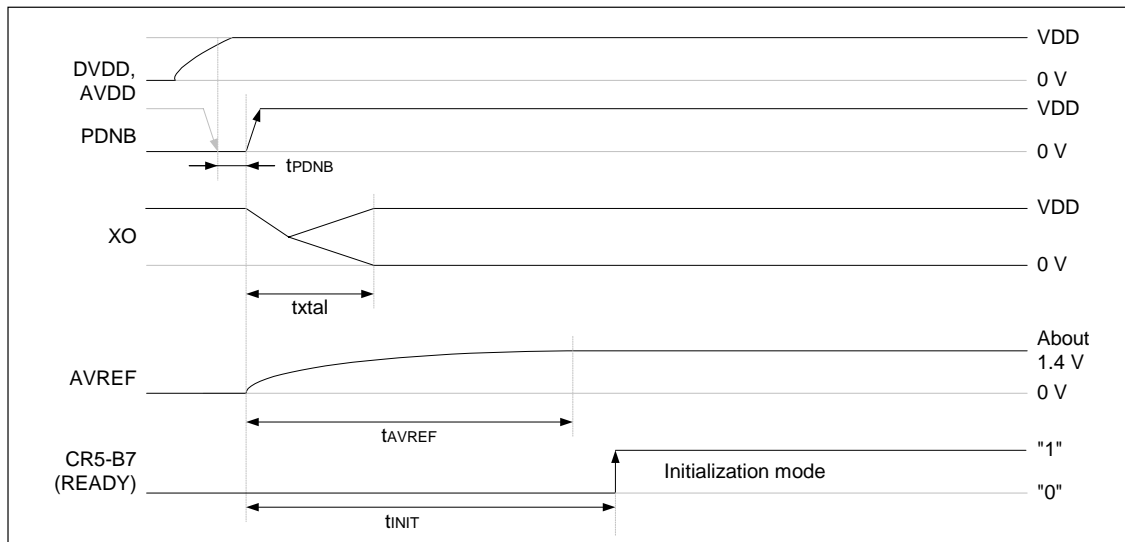 VDD
DVDD,
AVDD
0 V
VDD
PDNB
0 V
tPDNB
VDD
XO
0 V
txtal
About
1.4 V
AVREF
0 V
tAVREF
"1"
CR5-B7
(READY)
Initialization mode
"0"
tINIT